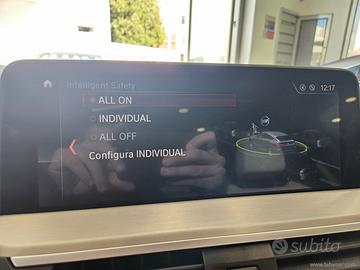 Intelligent Safety
12:17
ALL ON
INDIVIDUAL
ALL OFF
Configura INDIVIDUAL
subito